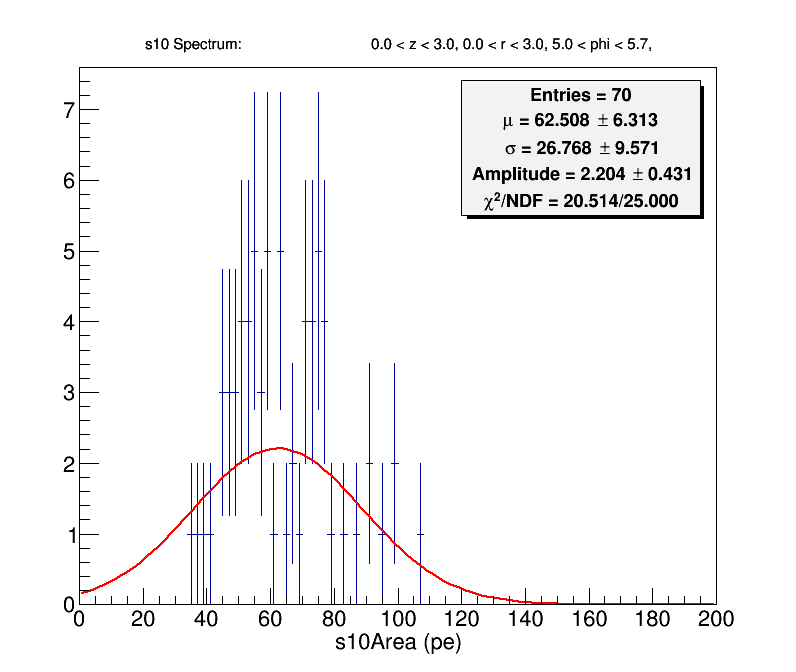 s10 Spectrum: 0.0 < z < 3.0, 0.0 < r < 3.0, 5.0 < phi < 5.7,
Entries = 70
μ = 62.508 ± 6.313
σ = 26.768 ± 9.571
Amplitude = 2.204 ± 0.431
χ²/NDF = 20.514/25.000
7
6
5
4
3
2
1
0
0 20 40 60 80 100 120 140 160 180 200
s10Area (pe)